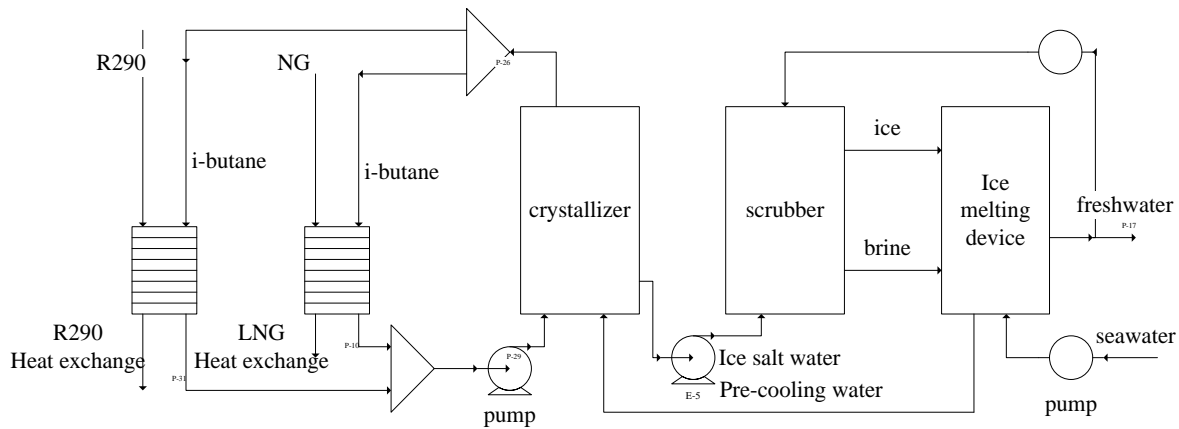 R290
NG
P-26
i-butane
i-butane
crystallizer
scrubber
ice
brine
Ice
melting
device
freshwater
P-17
R290
Heat exchange
P-31
LNG
Heat exchange
P-10
P-29
pump
E-5
Ice salt water
Pre-cooling water
seawater
pump